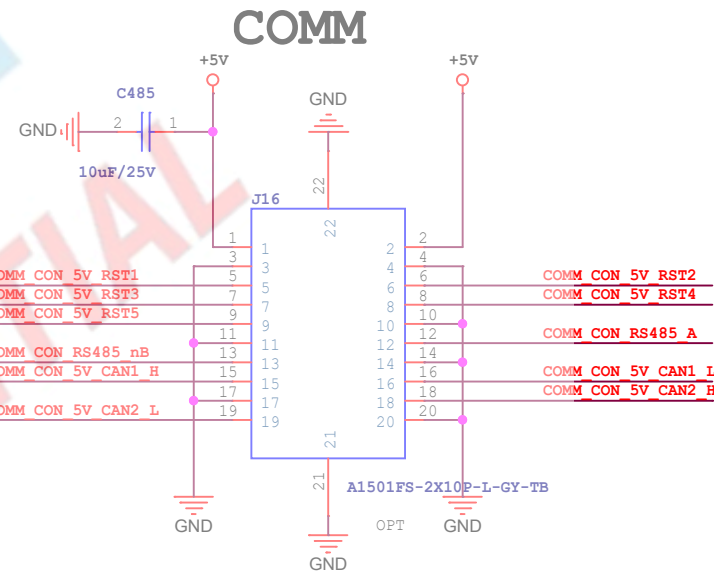 COMM
+5V
+5V
C485
GND
2
1
GND
10uF/25V
22
J16
22
1
1
2
2
3
3
4
4
COMM_CON_5V_RST1
5
5
6
6
COMM_CON_5V_RST2
COMM_CON_5V_RST3
7
7
8
8
COMM_CON_5V_RST4
COMM_CON_5V_RST5
9
9
10
10
11
11
12
12
COMM_CON_RS485_A
COMM_CON_RS485_nB
13
13
14
14
COMM_CON_5V_CAN1_H
15
15
16
16
COMM_CON_5V_CAN1_L
17
17
18
18
COMM_CON_5V_CAN2_H
COMM_CON_5V_CAN2_L
19
19
20
20
21
21
A1501FS-2X10P-L-GY-TB
GND
OPT
GND
GND
TIAL